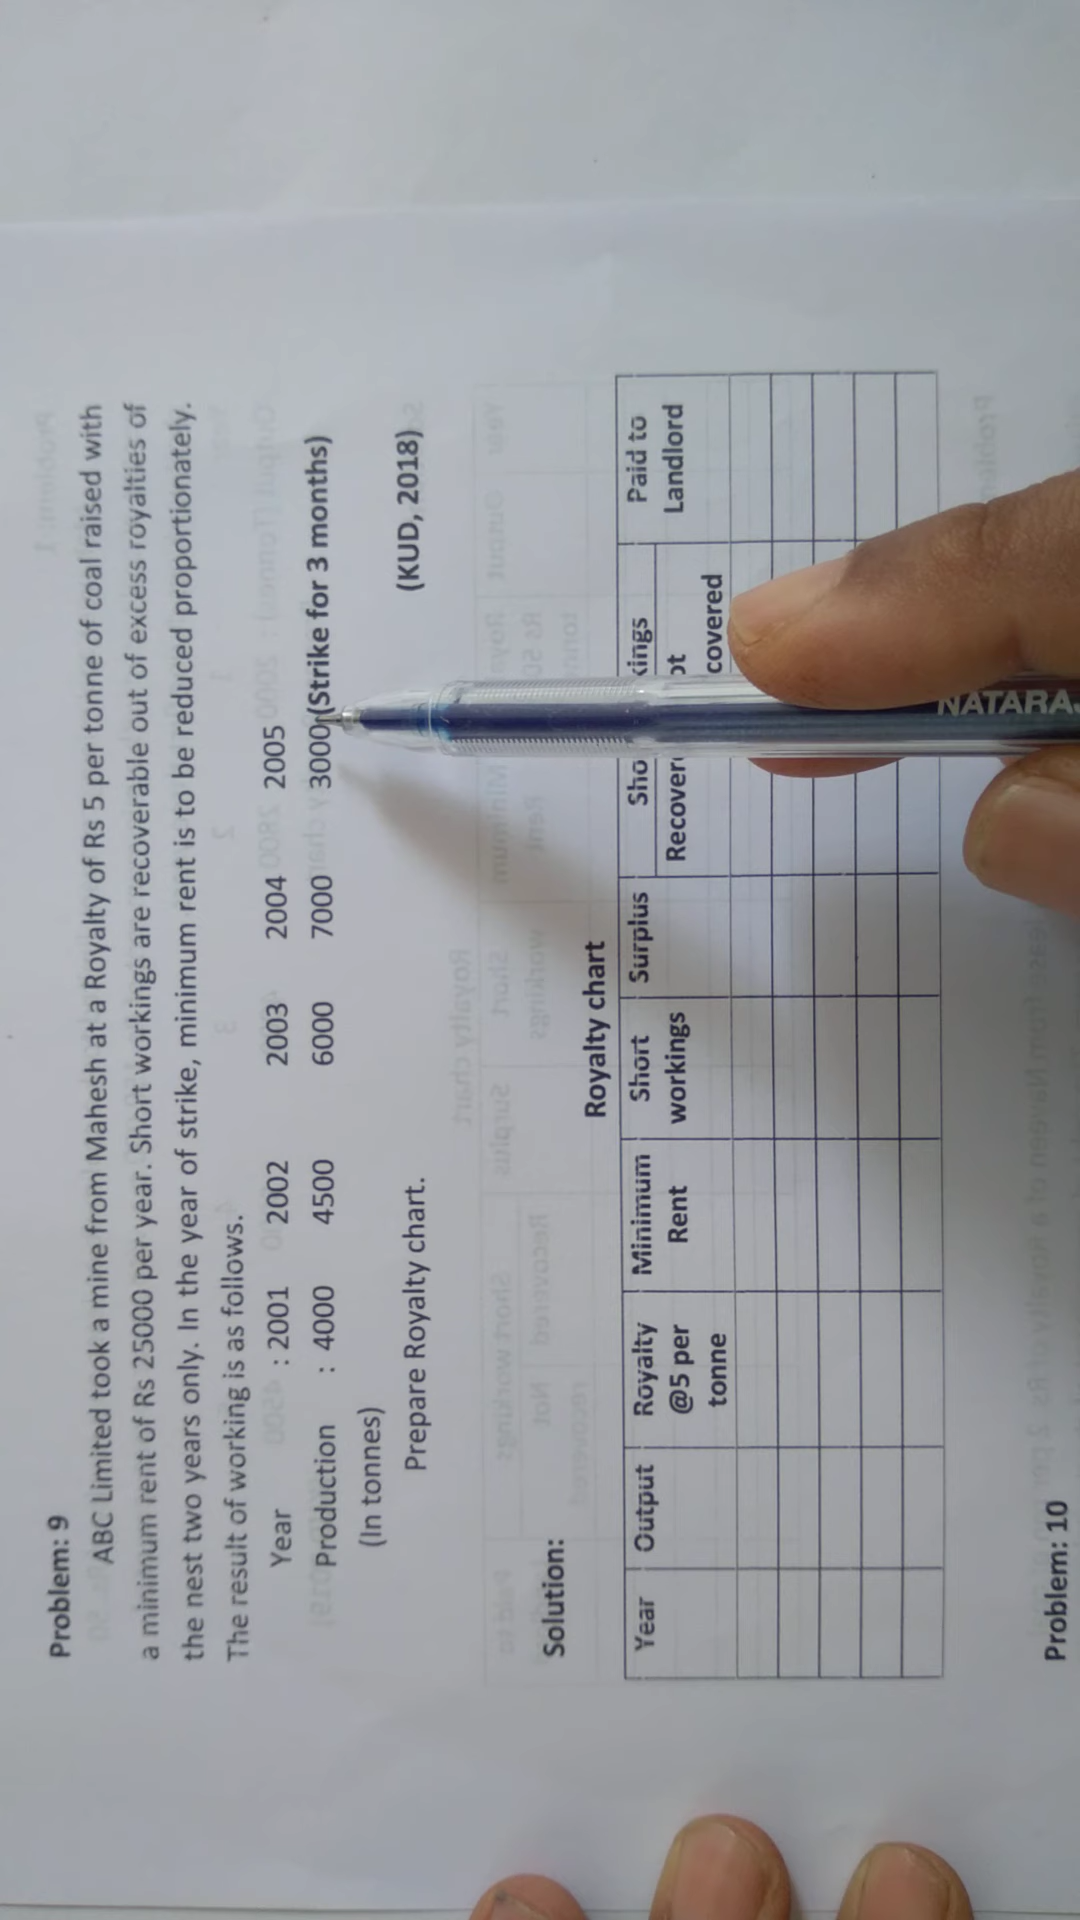 Problem: 9
ABC Limited took a mine from Mahesh at a Royalty of Rs 5 per tonne of coal raised with
a minimum rent of Rs 25000 per year. Short workings are recoverable out of excess royalties of
the nest two years only. In the year of strike, minimum rent is to be reduced proportionately.
The result of working is as follows.
Year : 2001 2002 2003 2004 2005
Production : 4000 4500 6000 7000 3000(Strike for 3 months)
(In tonnes)
Prepare Royalty chart. (KUD, 2018)
Solution:
Royalty chart
Year Output Royalty @5 per tonne Minimum Rent Short workings Surplus Sho kings Recover ot covered Paid to Landlord
Problem: 10
NATARA